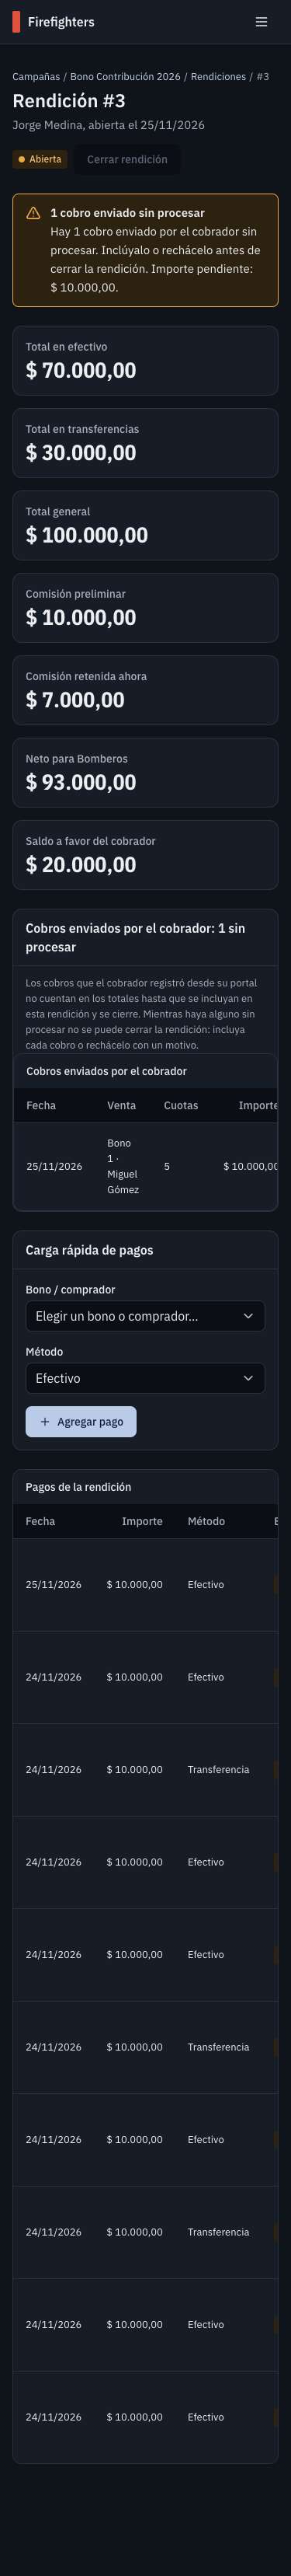 Firefighters
Campañas / Bono Contribución 2026 / Rendiciones / #3
Rendición #3
Jorge Medina, abierta el 25/11/2026
Abierta
Cerrar rendición
1 cobro enviado sin procesar
Hay 1 cobro enviado por el cobrador sin
procesar. Inclúyalo o rechácelo antes de
cerrar la rendición. Importe pendiente:
$ 10.000,00.
Total en efectivo
$ 70.000,00
Total en transferencias
$ 30.000,00
Total general
$ 100.000,00
Comisión preliminar
$ 10.000,00
Comisión retenida ahora
$ 7.000,00
Neto para Bomberos
$ 93.000,00
Saldo a favor del cobrador
$ 20.000,00
Cobros enviados por el cobrador: 1 sin
procesar
Los cobros que el cobrador registró desde su portal
no cuentan en los totales hasta que se incluyan en
esta rendición y se cierre. Mientras haya alguno sin
procesar no se puede cerrar la rendición: incluya
cada cobro o rechácelo con un motivo.
Cobros enviados por el cobrador
Fecha Venta Cuotas Importe
25/11/2026 Bono 1 · Miguel Gómez 5 $ 10.000,00
Carga rápida de pagos
Bono / comprador
Elegir un bono o comprador...
Método
Efectivo
+ Agregar pago
Pagos de la rendición
Fecha Importe Método
25/11/2026 $ 10.000,00 Efectivo
24/11/2026 $ 10.000,00 Efectivo
24/11/2026 $ 10.000,00 Transferencia
24/11/2026 $ 10.000,00 Efectivo
24/11/2026 $ 10.000,00 Efectivo
24/11/2026 $ 10.000,00 Transferencia
24/11/2026 $ 10.000,00 Efectivo
24/11/2026 $ 10.000,00 Transferencia
24/11/2026 $ 10.000,00 Efectivo
24/11/2026 $ 10.000,00 Efectivo